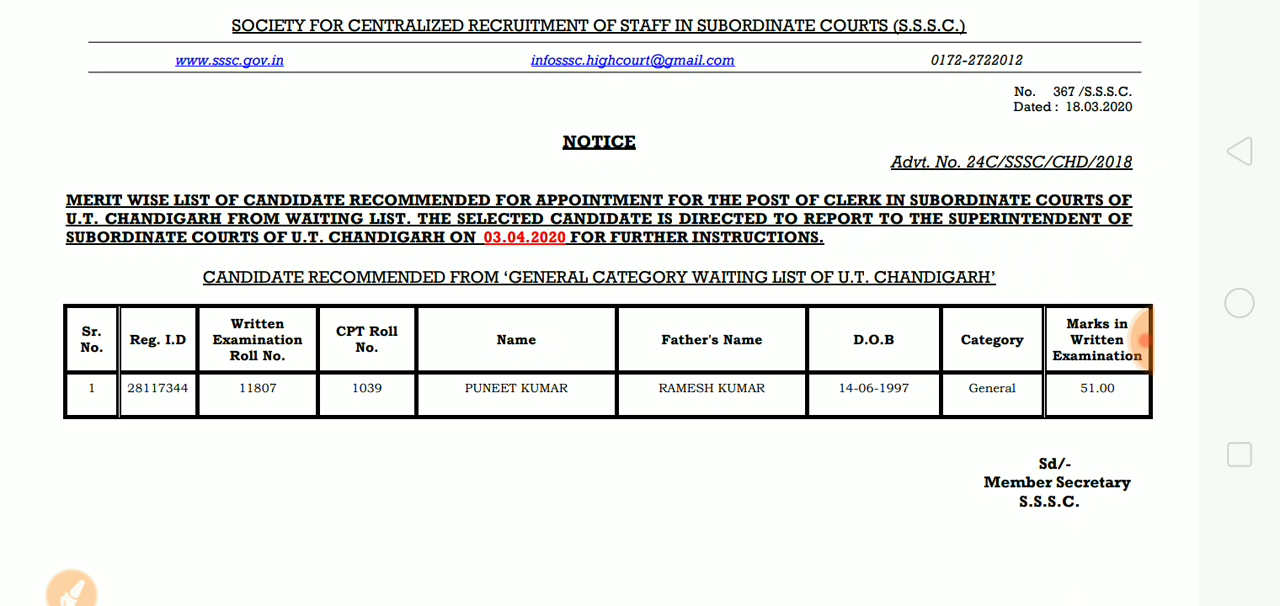 SOCIETY FOR CENTRALIZED RECRUITMENT OF STAFF IN SUBORDINATE COURTS (S.S.S.C.)
www.sssc.gov.in infosssc.highcourt@gmail.com 0172-2722012
No. 367 /S.S.S.C.
Dated : 18.03.2020
NOTICE
Advt. No. 24C/SSSC/CHD/2018
MERIT WISE LIST OF CANDIDATE RECOMMENDED FOR APPOINTMENT FOR THE POST OF CLERK IN SUBORDINATE COURTS OF
U.T. CHANDIGARH FROM WAITING LIST. THE SELECTED CANDIDATE IS DIRECTED TO REPORT TO THE SUPERINTENDENT OF
SUBORDINATE COURTS OF U.T. CHANDIGARH ON 03.04.2020 FOR FURTHER INSTRUCTIONS.
CANDIDATE RECOMMENDED FROM ‘GENERAL CATEGORY WAITING LIST OF U.T. CHANDIGARH’
Sr. No. Reg. I.D Written Examination Roll No. CPT Roll No. Name Father's Name D.O.B Category Marks in Written Examination
1 28117344 11807 1039 PUNEET KUMAR RAMESH KUMAR 14-06-1997 General 51.00
Sd/-
Member Secretary
S.S.S.C.